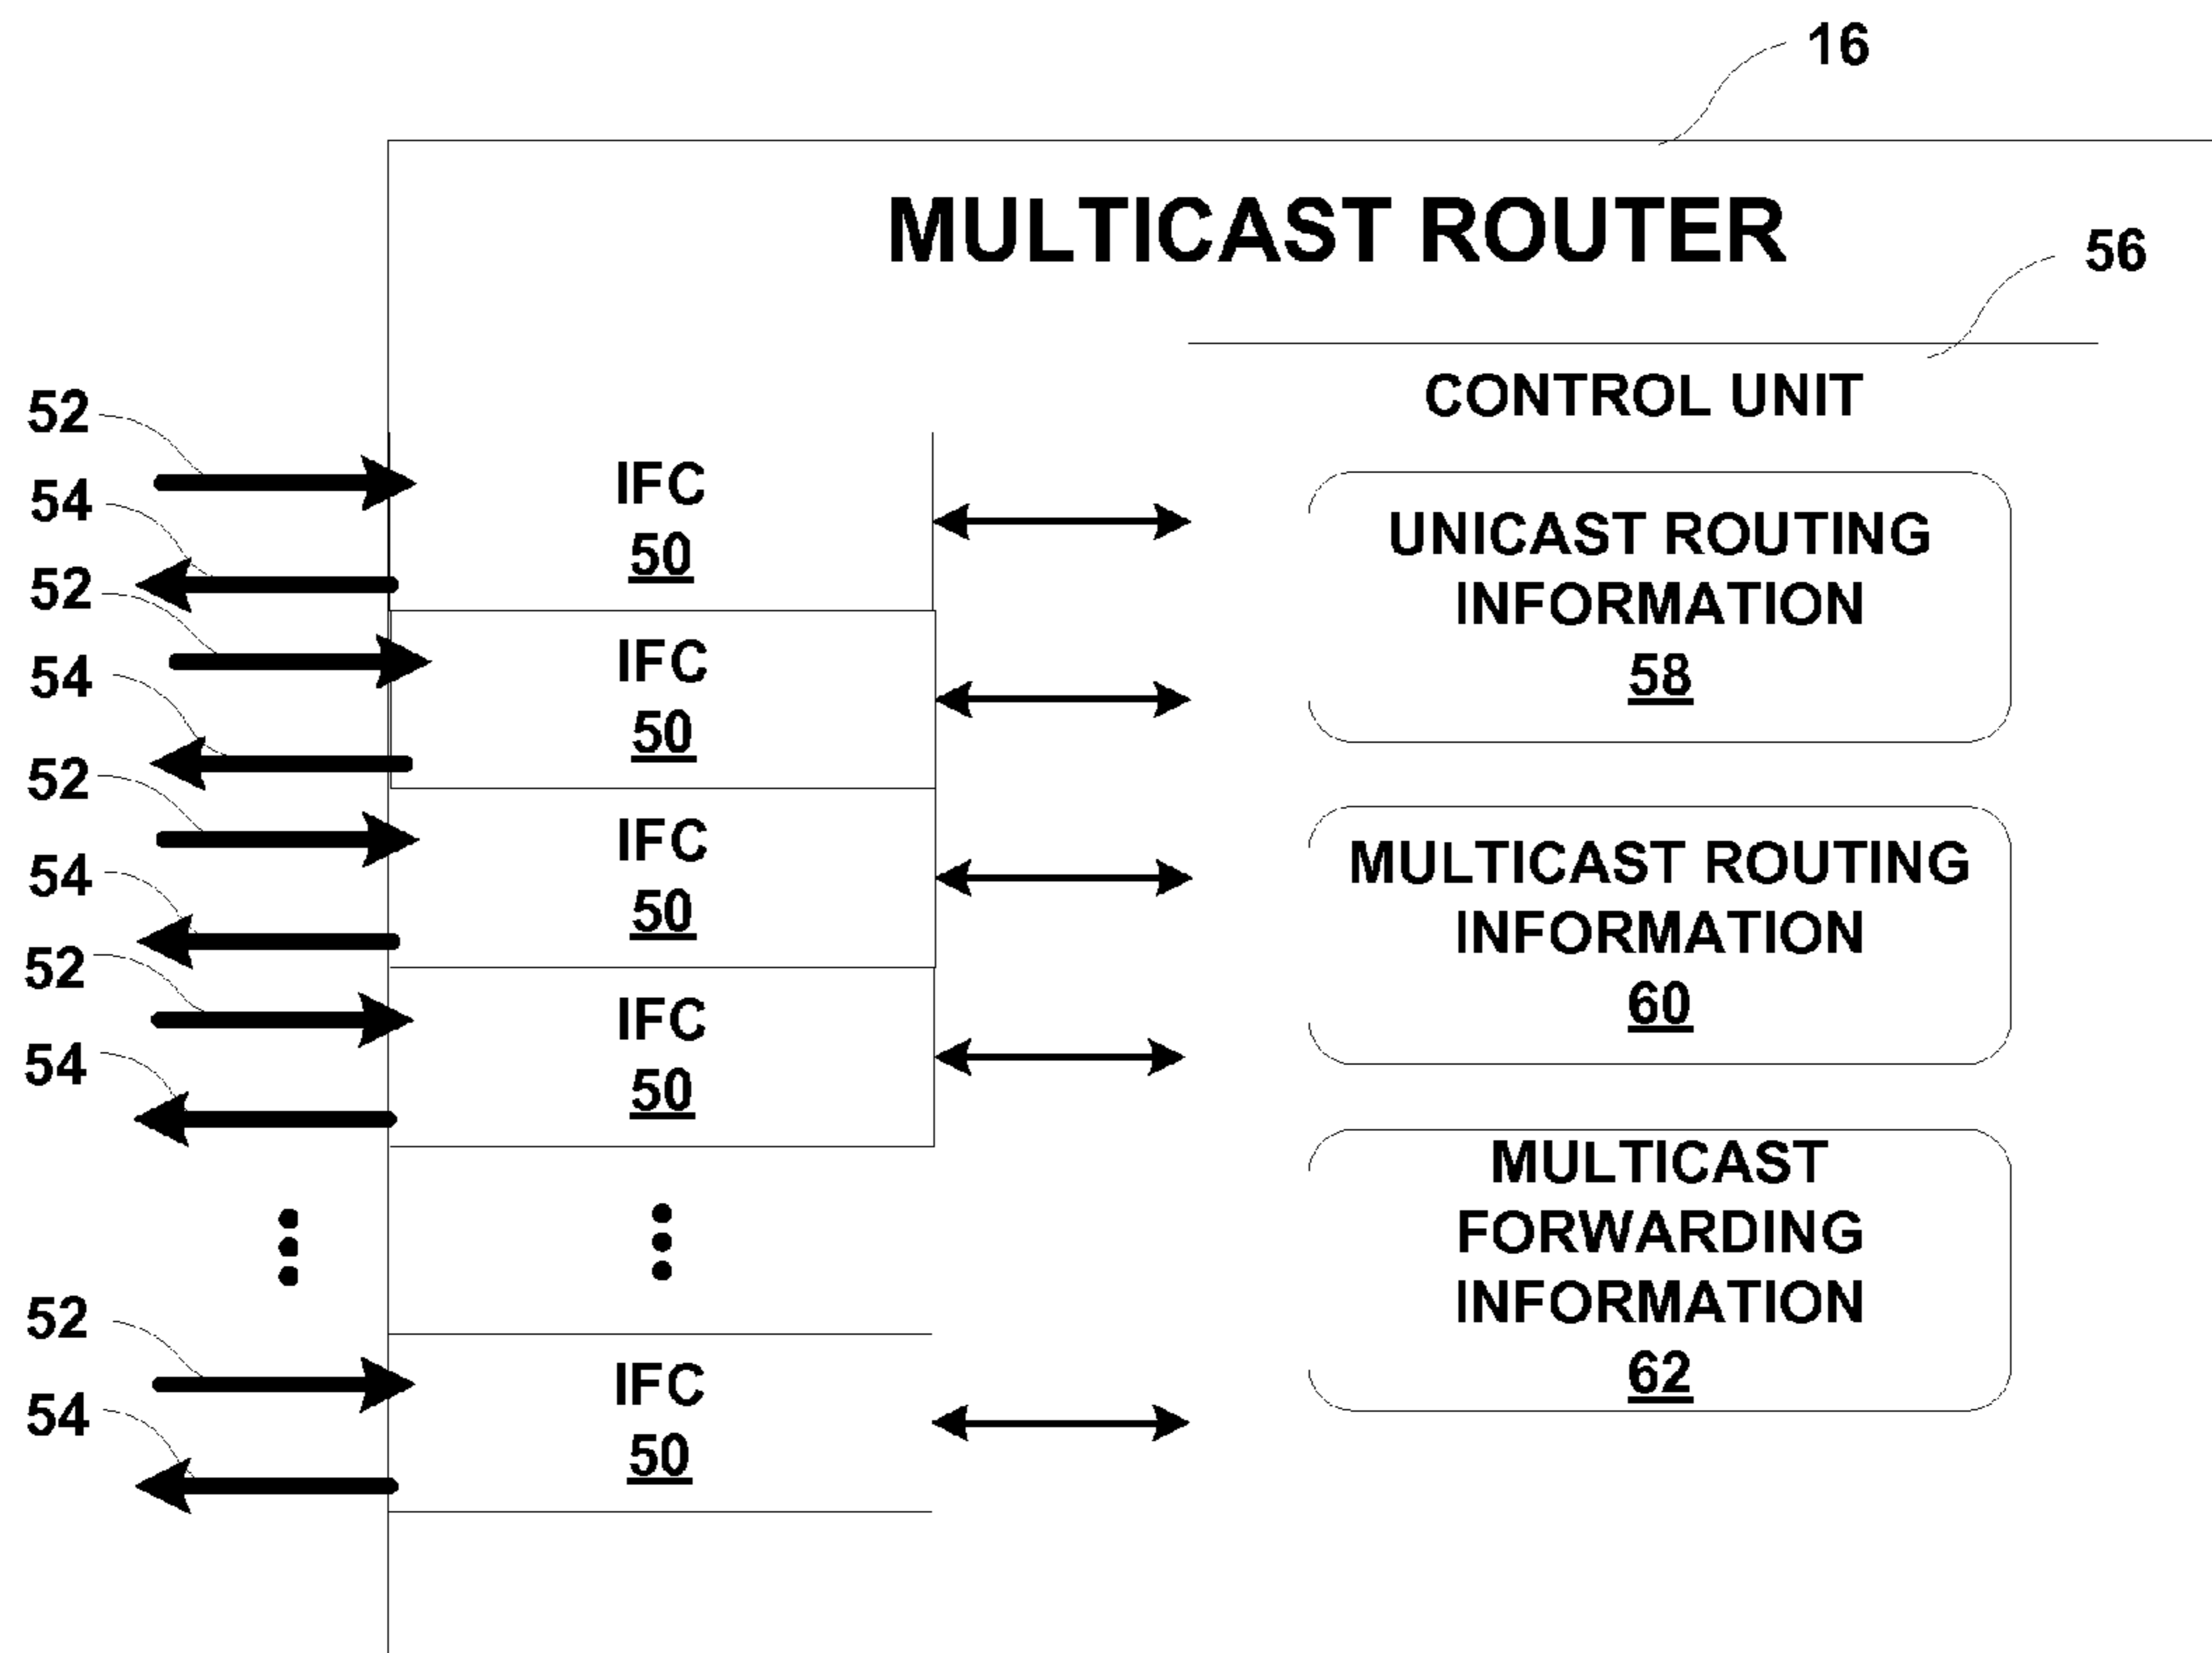 16
MULTICAST ROUTER
56
CONTROL UNIT
52
54
IFC
50
52
54
IFC
50
52
54
IFC
50
52
54
IFC
50
52
54
IFC
50
UNICAST ROUTING
INFORMATION
58
MULTICAST ROUTING
INFORMATION
60
MULTICAST
FORWARDING
INFORMATION
62